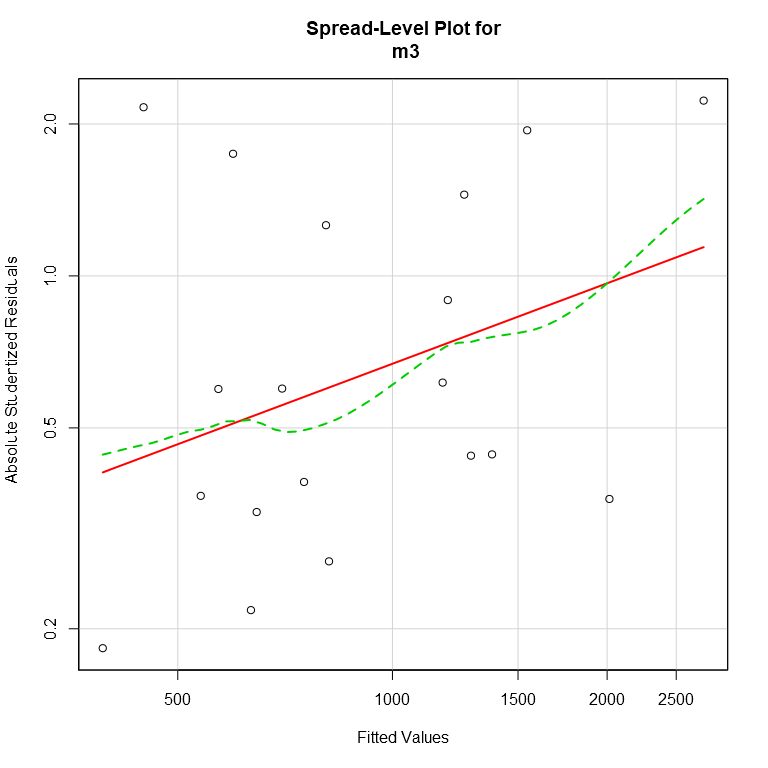 Spread-Level Plot for
m3
Absolute Studentized Residuals
2.0
1.0
0.5
0.2
500 1000 1500 2000 2500
Fitted Values